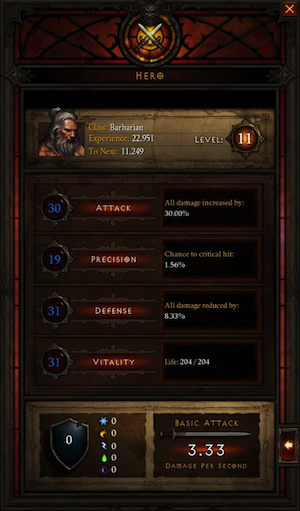 HERO
Class: Barbarian
Experience: 22,951
To Next: 11,249
LEVEL:
11
30
ATTACK
All damage increased by:
30.00%
19
PRECISION
Chance to critical hit:
1.56%
31
DEFENSE
All damage reduced by:
8.33%
31
VITALITY
Life: 204 / 204
0
0
0
0
0
0
BASIC ATTACK
3.33
DAMAGE PER SECOND